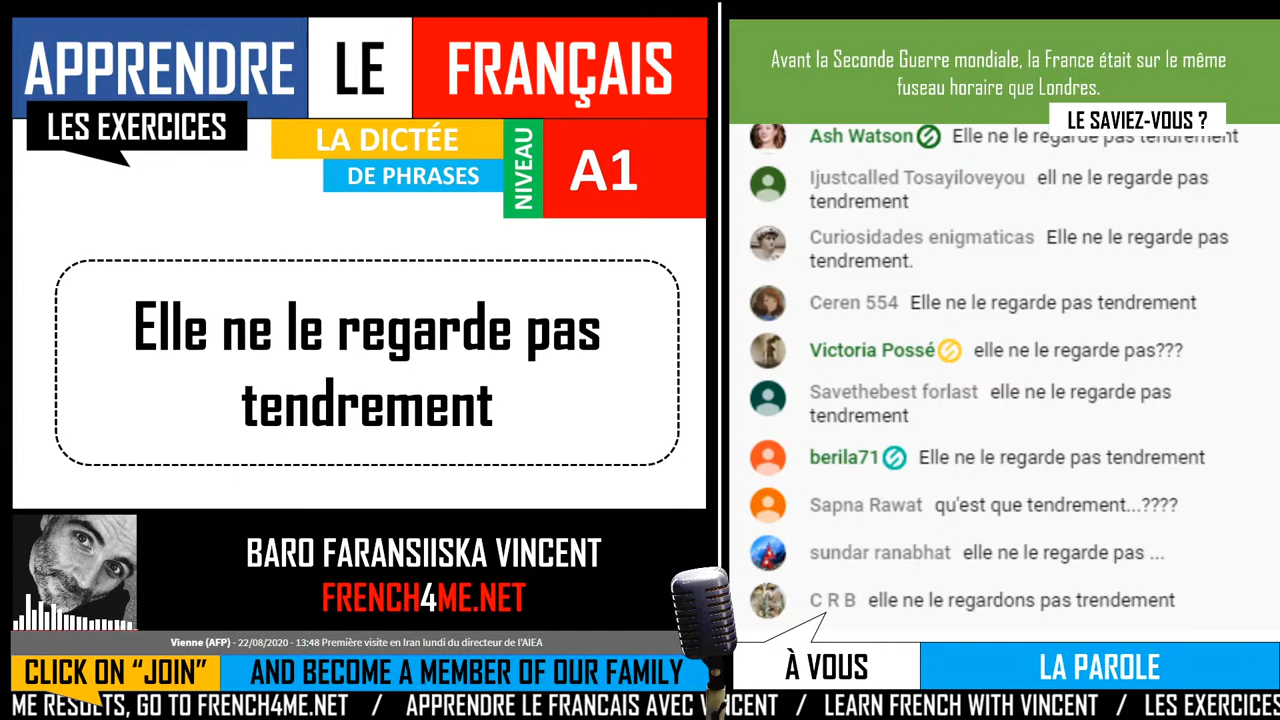 APPRENDRE LE FRANÇAIS
LES EXERCICES
LA DICTÉE
DE PHRASES
NIVEAU
A1
Elle ne le regarde pas
tendrement
BARO FARANSIISKA VINCENT
FRENCH4ME.NET
Vienne (AFP) - 22/08/2020 - 13:48 Première visite en Iran lundi du directeur de l'AIEA
CLICK ON “JOIN” AND BECOME A MEMBER OF OUR FAMILY
Avant la Seconde Guerre mondiale, la France était sur le même
fuseau horaire que Londres.
LE SAVIEZ-VOUS ?
Ash Watson Elle ne le regarde pas tendrement
Ijustcalled Tosayiloveyou ell ne le regarde pas
tendrement
Curiosidades enigmaticas Elle ne le regarde pas
tendrement.
Ceren 554 Elle ne le regarde pas tendrement
Victoria Possé elle ne le regarde pas???
Savethebest forlast elle ne le regarde pas
tendrement
berila71 Elle ne le regarde pas tendrement
Sapna Rawat qu'est que tendrement...????
sundar ranabhat elle ne le regarde pas ...
C R B elle ne le regardons pas trendement
À VOUS LA PAROLE
ME RESULTS, GO TO FRENCH4ME.NET / APPRENDRE LE FRANÇAIS AVEC VINCENT / LEARN FRENCH WITH VINCENT / LES EXERCICES